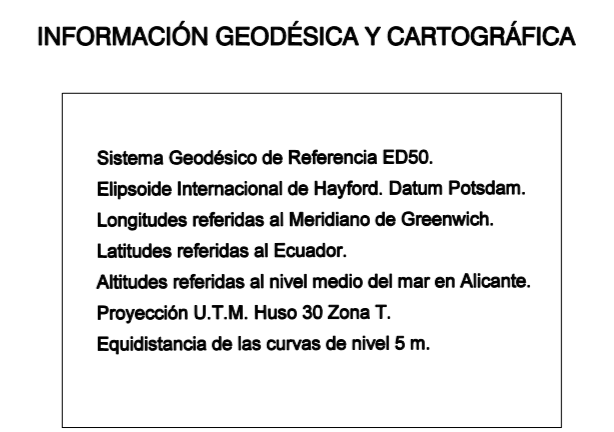 INFORMACIÓN GEODÉSICA Y CARTOGRÁFICA
Sistema Geodésico de Referencia ED50.
Elipsoide Internacional de Hayford. Datum Potsdam.
Longitudes referidas al Meridiano de Greenwich.
Latitudes referidas al Ecuador.
Altitudes referidas al nivel medio del mar en Alicante.
Proyección U.T.M. Huso 30 Zona T.
Equidistancia de las curvas de nivel 5 m.